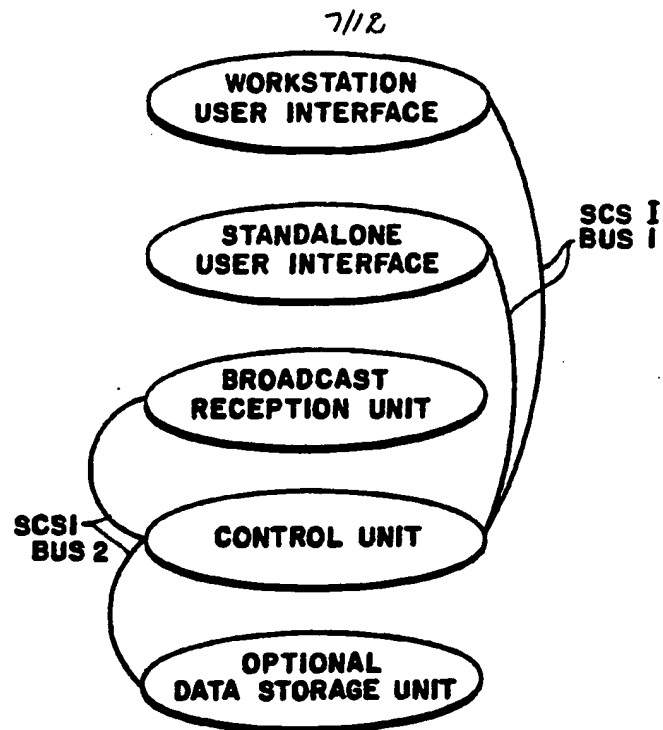 7/12
WORKSTATION
USER INTERFACE
STANDALONE
USER INTERFACE
SCS I
BUS 1
BROADCAST
RECEPTION UNIT
CONTROL UNIT
SCSI
BUS 2
OPTIONAL
DATA STORAGE UNIT